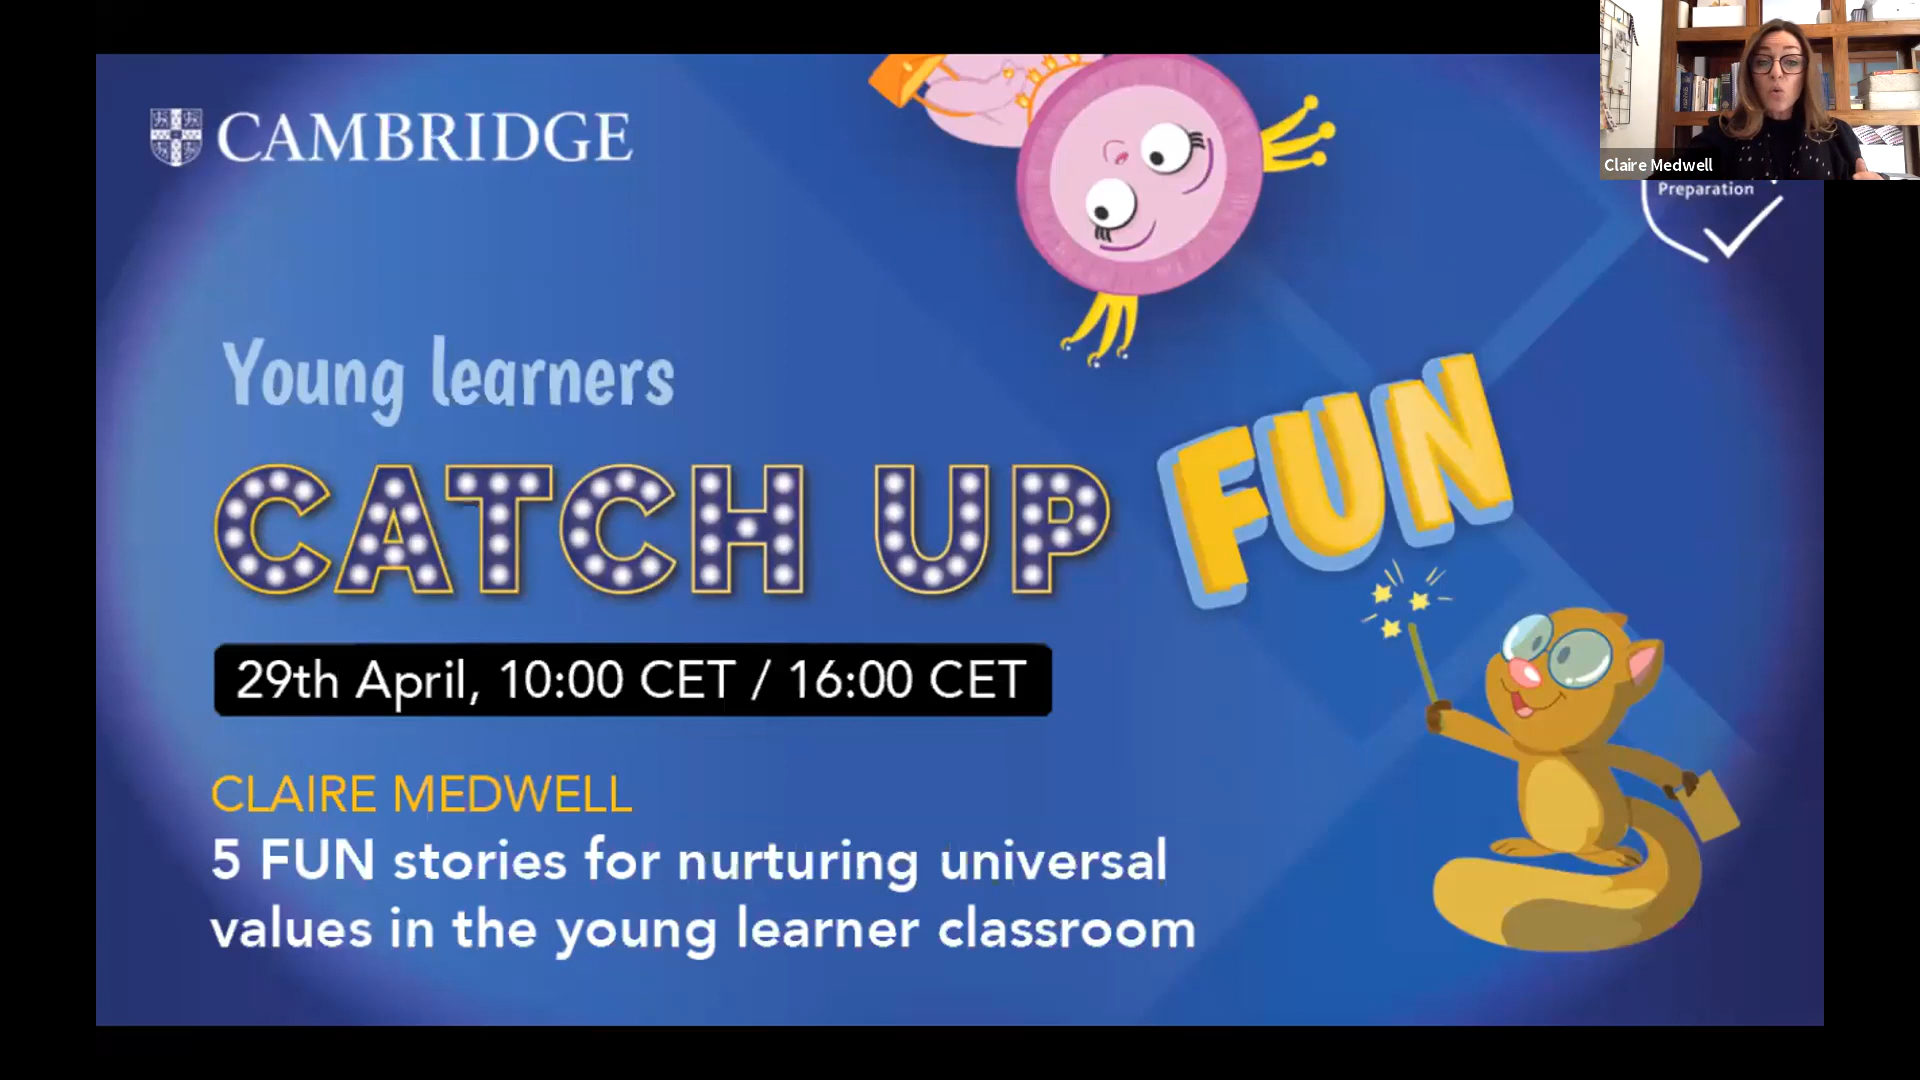 CAMBRIDGE
Claire Medwell
Preparation
Young learners
CATCH UP FUN
29th April, 10:00 CET / 16:00 CET
CLAIRE MEDWELL
5 FUN stories for nurturing universal
values in the young learner classroom